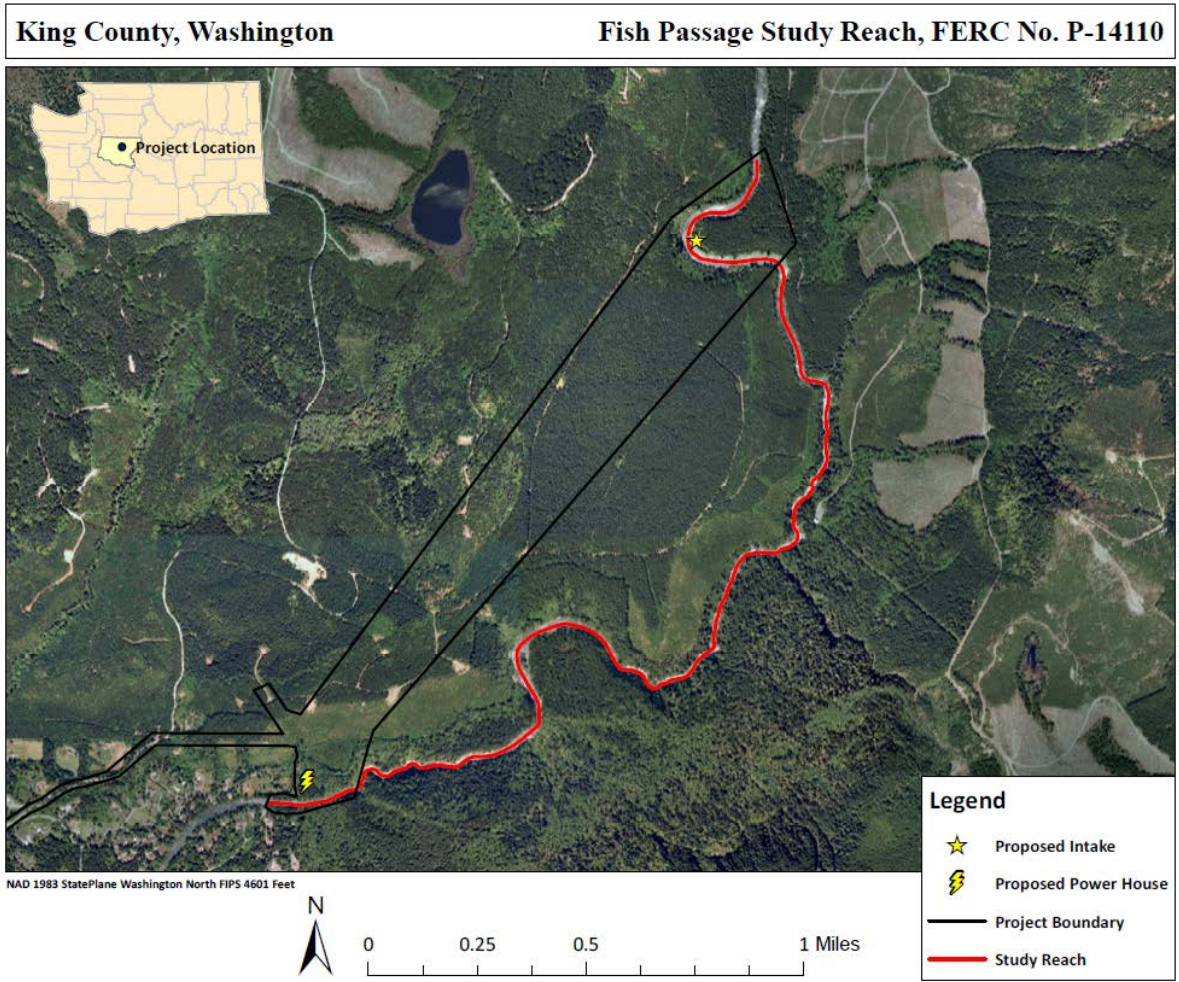 King County, Washington Fish Passage Study Reach, FERC No. P-14110
Project Location
Legend
Proposed Intake
Proposed Power House
Project Boundary
Study Reach
NAD 1983 StatePlane Washington North FIPS 4601 Feet
N
0 0.25 0.5 1 Miles